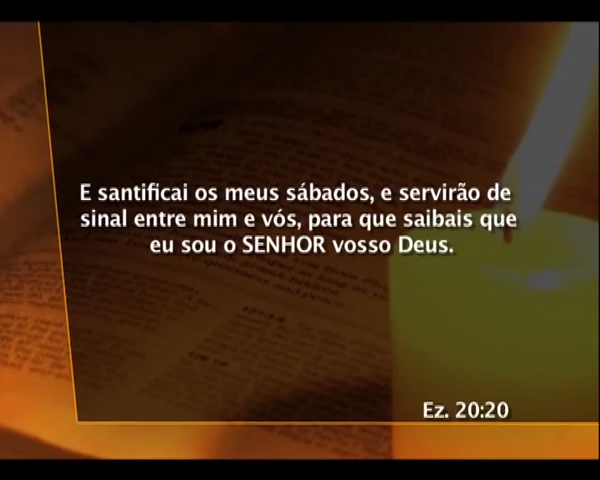 E santificai os meus sábados, e servirão de
sinal entre mim e vós, para que saibais que
eu sou o SENHOR vosso Deus.
Ez. 20:20